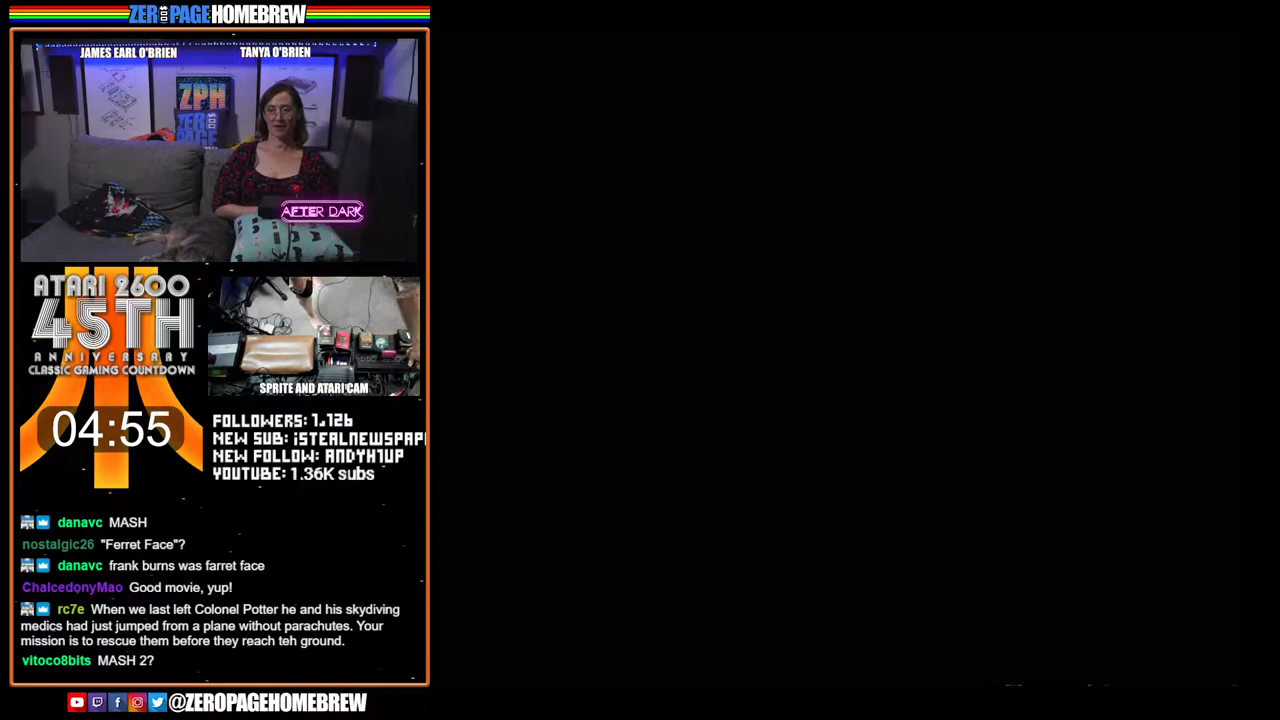 ZEROPAGEHOMEBREW
JAMES EARL O'BRIEN
TANYA O'BRIEN
ZPH
ZERO
PAGE
AFTER DARK
ATARI 2600
45TH
ANNIVERSARY
CLASSIC GAMING COUNTDOWN
04:55
SPRITE AND ATARI CAM
FOLLOWERS: 1,126
NEW SUB: iSTEALNEWSPAP
NEW FOLLOW: ANDYH1UP
YOUTUBE: 1.36K subs
danavc MASH
nostalgic26 "Ferret Face"?
danavc frank burns was farret face
ChalcedonyMao Good movie, yup!
rc7e When we last left Colonel Potter he and his skydiving
medics had just jumped from a plane without parachutes. Your
mission is to rescue them before they reach teh ground.
vitoco8bits MASH 2?
@ZEROPAGEHOMEBREW